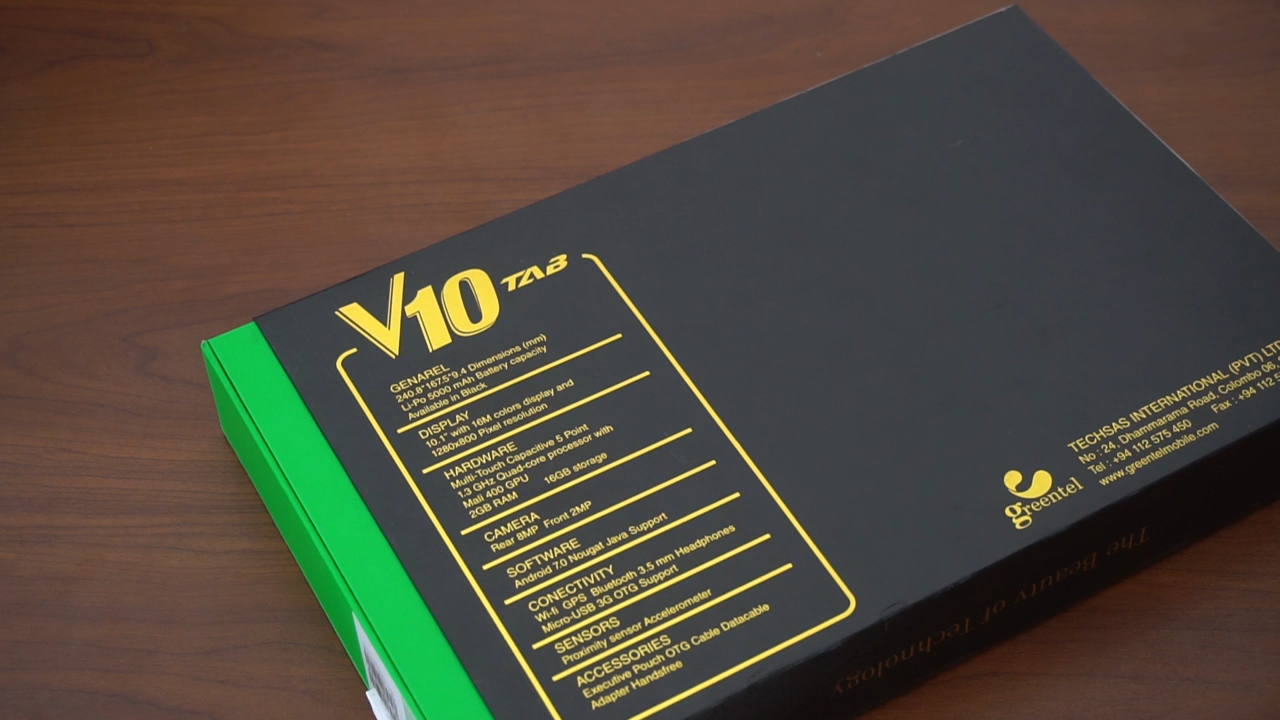 V10 TAB
GENAREL
240.8*167.5*9.4 Dimensions (mm)
Li-Po 5000 mAh Battery capacity
Available in Black
DISPLAY
10.1" with 16M colors display and
1280x800 Pixel resolution
HARDWARE
Multi-Touch Capacitive 5 Point
1.3 GHz Quad-core processor with
Mali 400 GPU
2GB RAM 16GB storage
CAMERA
Rear 8MP Front 2MP
SOFTWARE
Android 7.0 Nougat Java Support
CONECTIVITY
Wi-fi GPS Bluetooth 3.5 mm Headphones
Micro-USB 3G OTG Support
SENSORS
Proximity sensor Accelerometer
ACCESSORIES
Executive Pouch OTG Cable Datacable
Adapter Handsfree
greentel
TECHSAS INTERNATIONAL (PVT) LT
No : 24, Dhammarama Road, Colombo 06,
Tel : +94 112 575 450 Fax : +94 112 5
www.greentelmobile.com
The Beauty of Technology